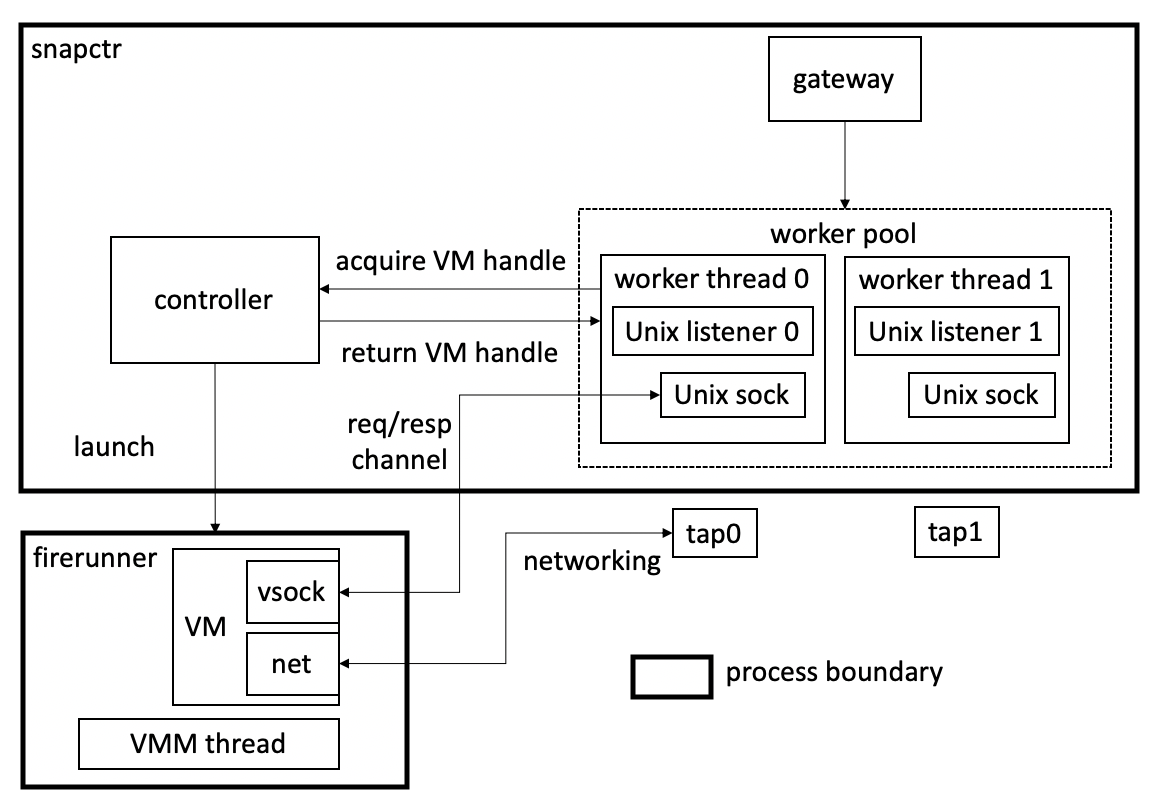 snapctr
gateway
worker pool
controller
acquire VM handle
return VM handle
worker thread 0
Unix listener 0
Unix sock
worker thread 1
Unix listener 1
Unix sock
launch
req/resp
channel
firerunner
VM
vsock
net
VMM thread
networking
tap0
tap1
process boundary